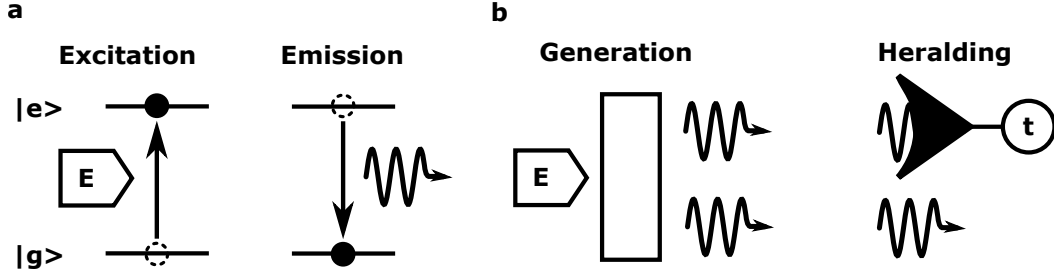 a
Excitation
Emission
|e>
E
|g>
b
Generation
Heralding
E
t